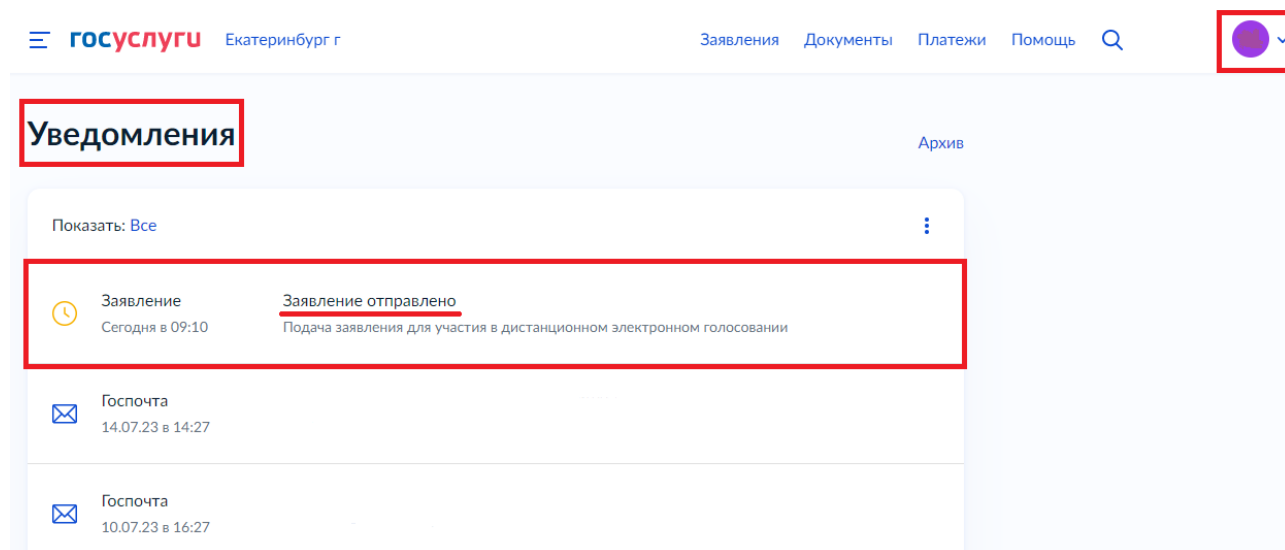 госуслуги Екатеринбург г Заявления Документы Платежи Помощь
Уведомления
Архив
Показать: Все
Заявление Заявление отправлено
Сегодня в 09:10 Подача заявления для участия в дистанционном электронном голосовании
Госпочта
14.07.23 в 14:27
Госпочта
10.07.23 в 16:27